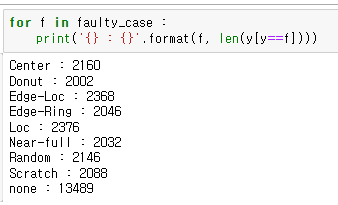 for f in faulty_case :
    print('{} : {}'.format(f, len(y[y==f])))
Center : 2160
Donut : 2002
Edge-Loc : 2368
Edge-Ring : 2046
Loc : 2376
Near-full : 2032
Random : 2146
Scratch : 2088
none : 13489